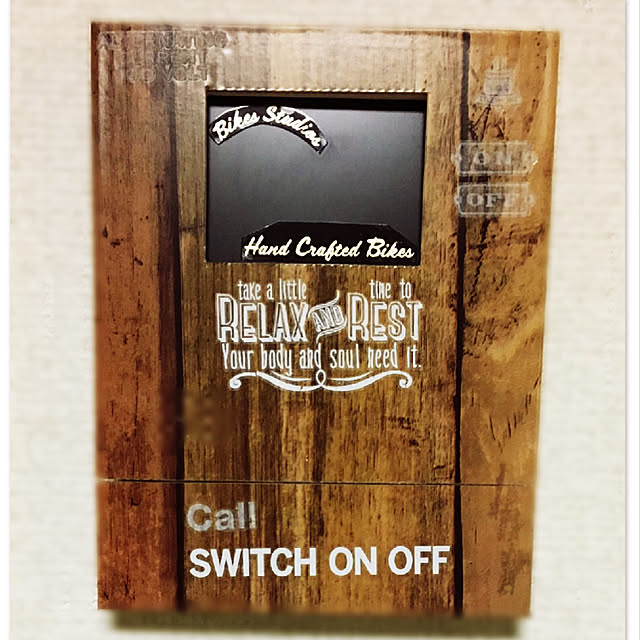 Bikes Studios
ON
OFF
Hand Crafted Bikes
take a little time to
RELAX AND REST
Your body and soul need it.
Call
SWITCH ON OFF